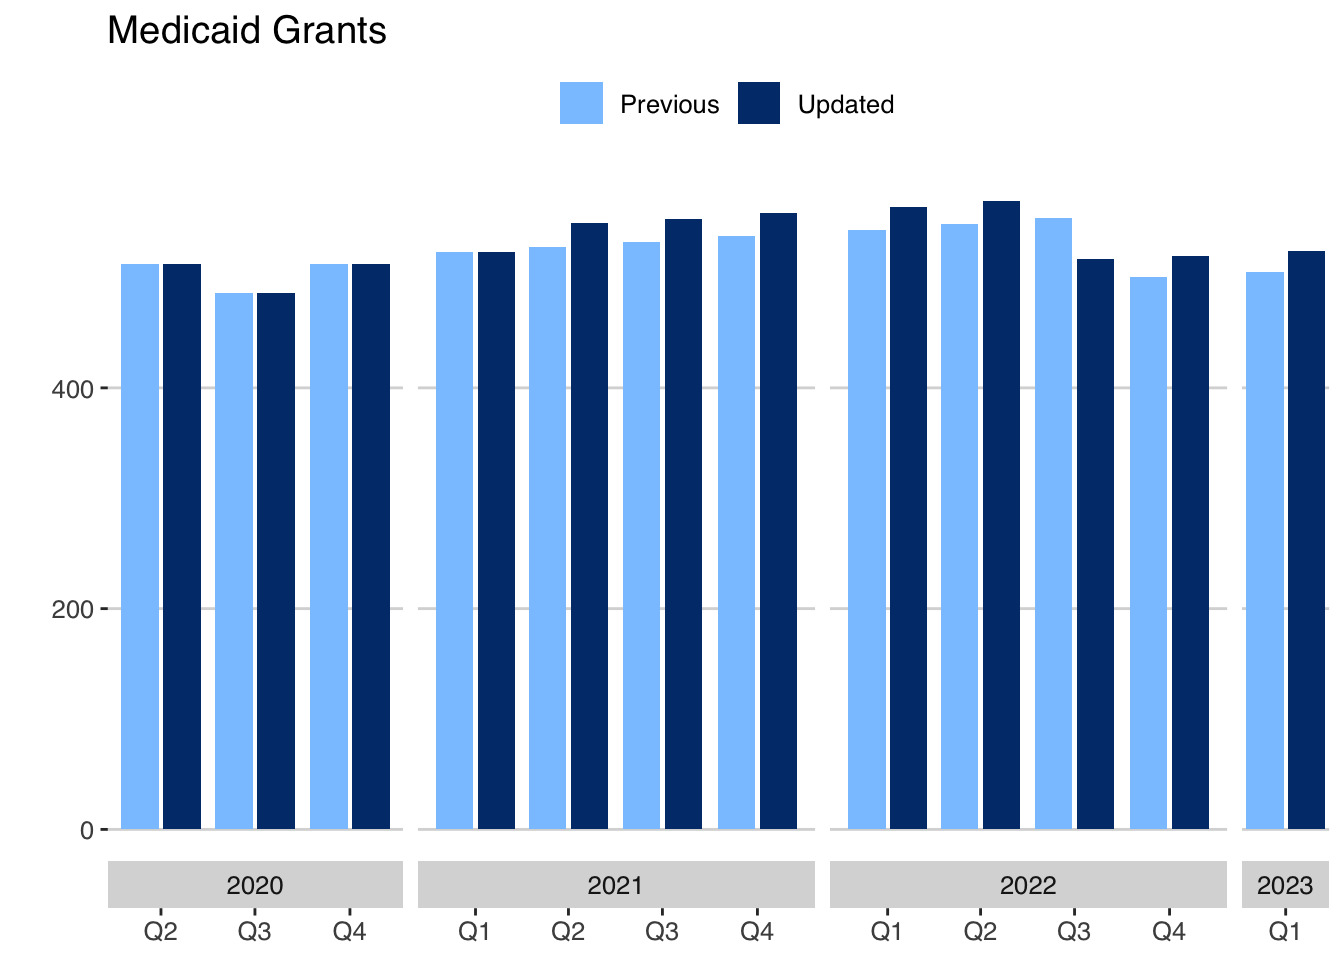 Medicaid Grants
Previous Updated
400
200
0
2020 2021 2022 2023
Q2 Q3 Q4 Q1 Q2 Q3 Q4 Q1 Q2 Q3 Q4 Q1